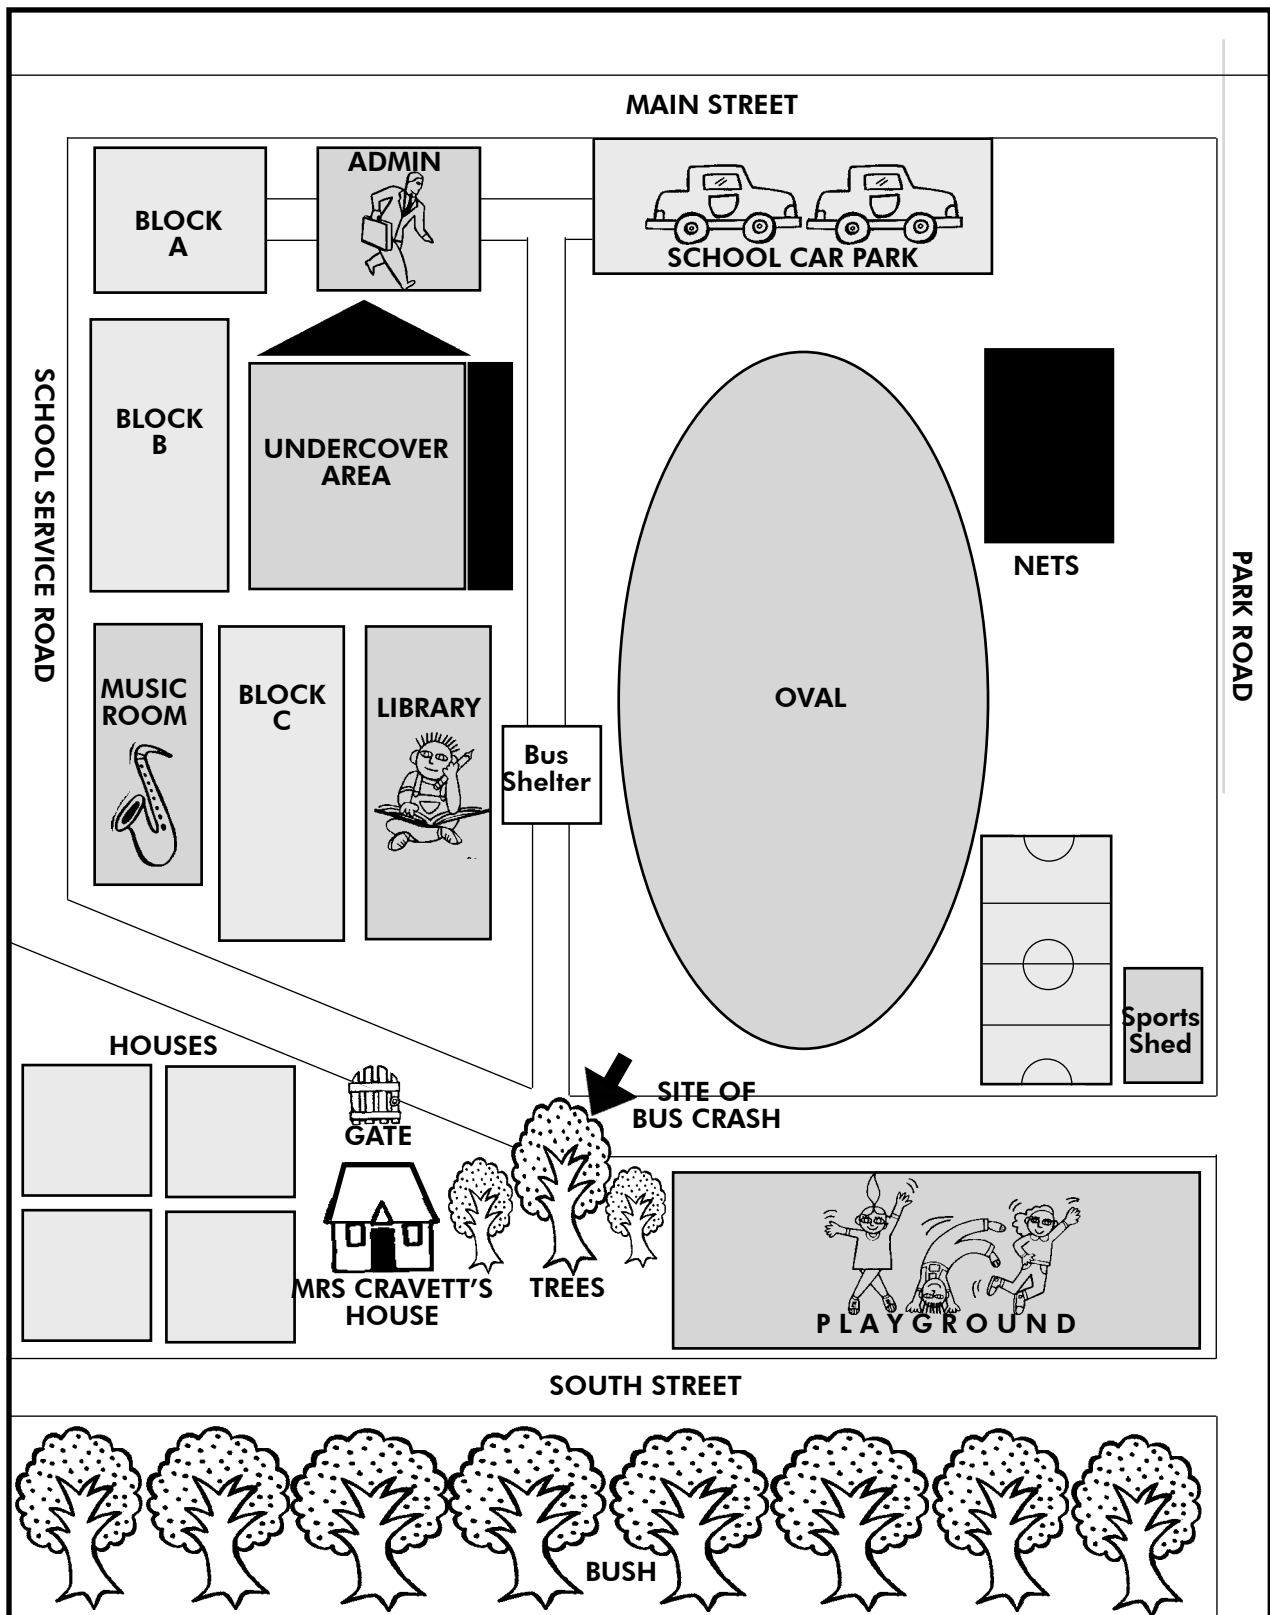 MAIN STREET
ADMIN
BLOCK
A
SCHOOL CAR PARK
SCHOOL SERVICE ROAD
BLOCK
B
UNDERCOVER
AREA
NETS
PARK ROAD
MUSIC
ROOM
BLOCK
C
LIBRARY
Bus
Shelter
OVAL
Sports
Shed
HOUSES
GATE
SITE OF
BUS CRASH
MRS CRAVETT'S
HOUSE
TREES
PLAYGROUND
SOUTH STREET
BUSH